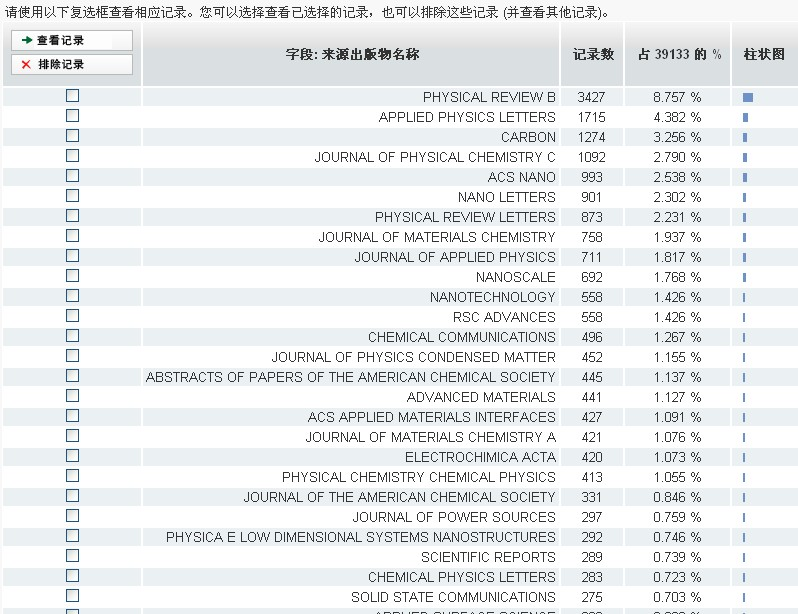 请使用以下复选框查看相应记录。您可以选择查看已选择的记录，也可以排除这些记录 (并查看其他记录)。
查看记录
排除记录
字段: 来源出版物名称 记录数 占 39133 的 % 柱状图
PHYSICAL REVIEW B 3427 8.757 %
APPLIED PHYSICS LETTERS 1715 4.382 %
CARBON 1274 3.256 %
JOURNAL OF PHYSICAL CHEMISTRY C 1092 2.790 %
ACS NANO 993 2.538 %
NANO LETTERS 901 2.302 %
PHYSICAL REVIEW LETTERS 873 2.231 %
JOURNAL OF MATERIALS CHEMISTRY 758 1.937 %
JOURNAL OF APPLIED PHYSICS 711 1.817 %
NANOSCALE 692 1.768 %
NANOTECHNOLOGY 558 1.426 %
RSC ADVANCES 558 1.426 %
CHEMICAL COMMUNICATIONS 496 1.267 %
JOURNAL OF PHYSICS CONDENSED MATTER 452 1.155 %
ABSTRACTS OF PAPERS OF THE AMERICAN CHEMICAL SOCIETY 445 1.137 %
ADVANCED MATERIALS 441 1.127 %
ACS APPLIED MATERIALS INTERFACES 427 1.091 %
JOURNAL OF MATERIALS CHEMISTRY A 421 1.076 %
ELECTROCHIMICA ACTA 420 1.073 %
PHYSICAL CHEMISTRY CHEMICAL PHYSICS 413 1.055 %
JOURNAL OF THE AMERICAN CHEMICAL SOCIETY 331 0.846 %
JOURNAL OF POWER SOURCES 297 0.759 %
PHYSICA E LOW DIMENSIONAL SYSTEMS NANOSTRUCTURES 292 0.746 %
SCIENTIFIC REPORTS 289 0.739 %
CHEMICAL PHYSICS LETTERS 283 0.723 %
SOLID STATE COMMUNICATIONS 275 0.703 %